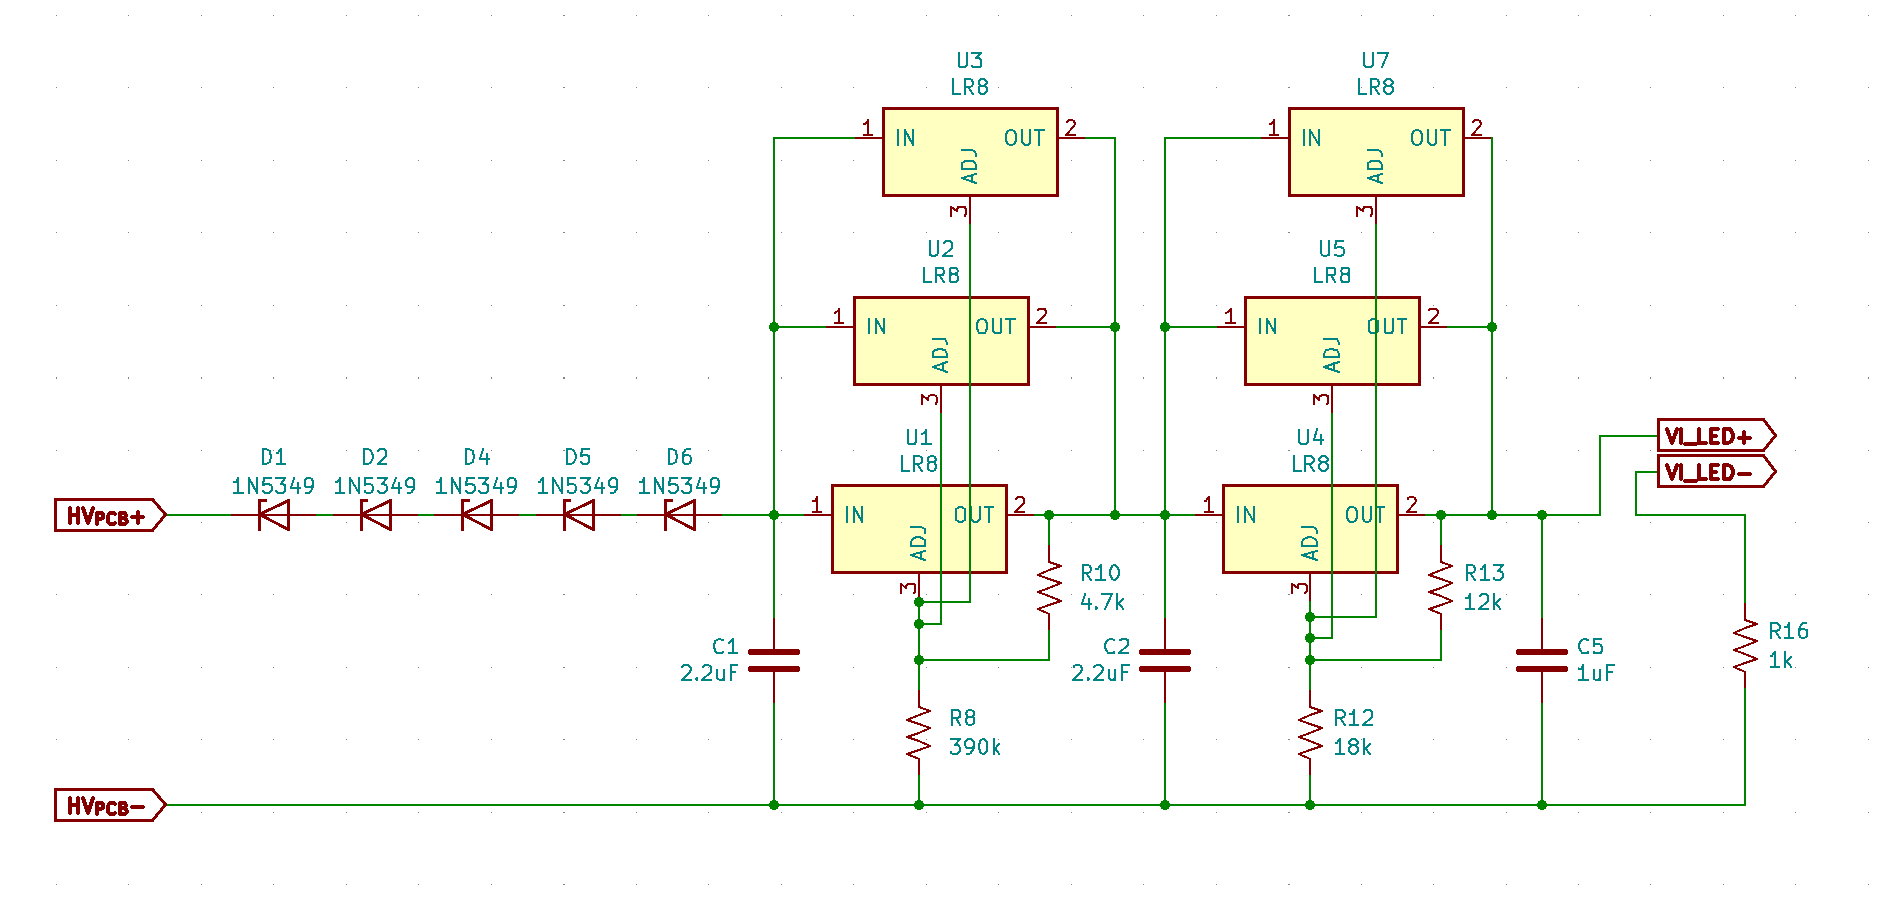 U3
LR8
1 IN OUT 2
ADJ
3
U7
LR8
1 IN OUT 2
ADJ
3
U2
LR8
1 IN OUT 2
ADJ
3
U5
LR8
1 IN OUT 2
ADJ
3
U1
LR8
1 IN OUT 2
ADJ
3
U4
LR8
1 IN OUT 2
ADJ
3
VI_LED+
VI_LED-
D1
1N5349
D2
1N5349
D4
1N5349
D5
1N5349
D6
1N5349
HVPCB+
R10
4.7k
R13
12k
C1
2.2uF
C2
2.2uF
C5
1uF
R16
1k
R8
390k
R12
18k
HVPCB-